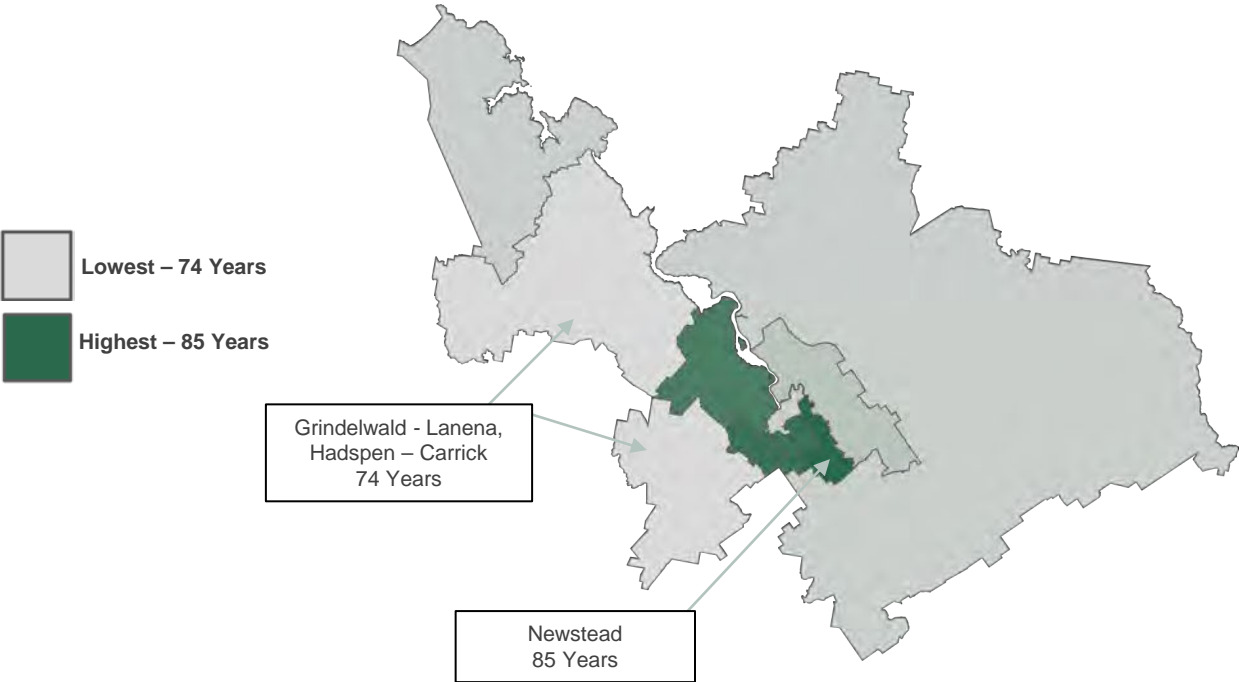 Lowest – 74 Years
Highest – 85 Years
Grindelwald - Lanena,
Hadspen – Carrick
74 Years
Newstead
85 Years